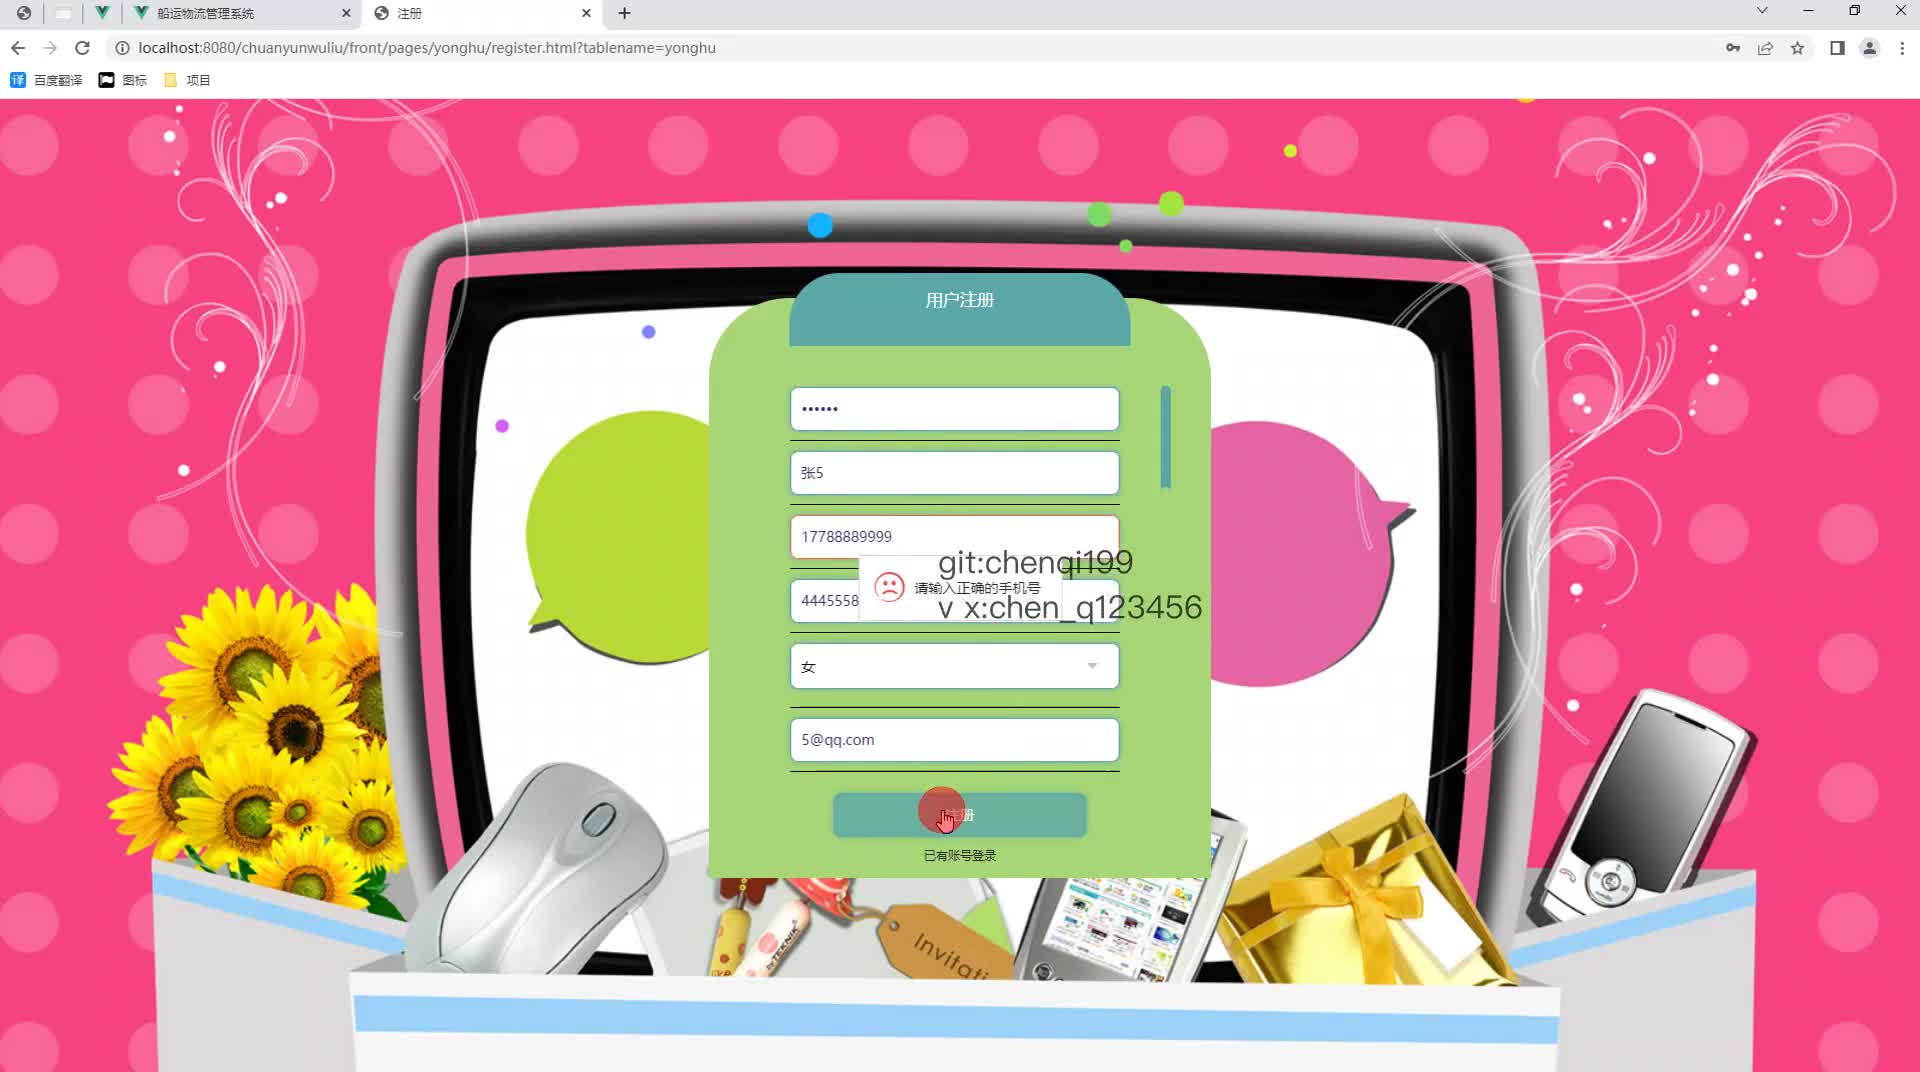 船运物流管理系统
注册
localhost:8080/chuanyunwuliu/front/pages/yonghu/register.html?tablename=yonghu
译 百度翻译 图标 项目
用户注册
••••••
张5
17788889999
git:chenqi199
请输入正确的手机号
4445558
v x:chen_q123456
女
5@qq.com
注册
已有账号登录
Invitati